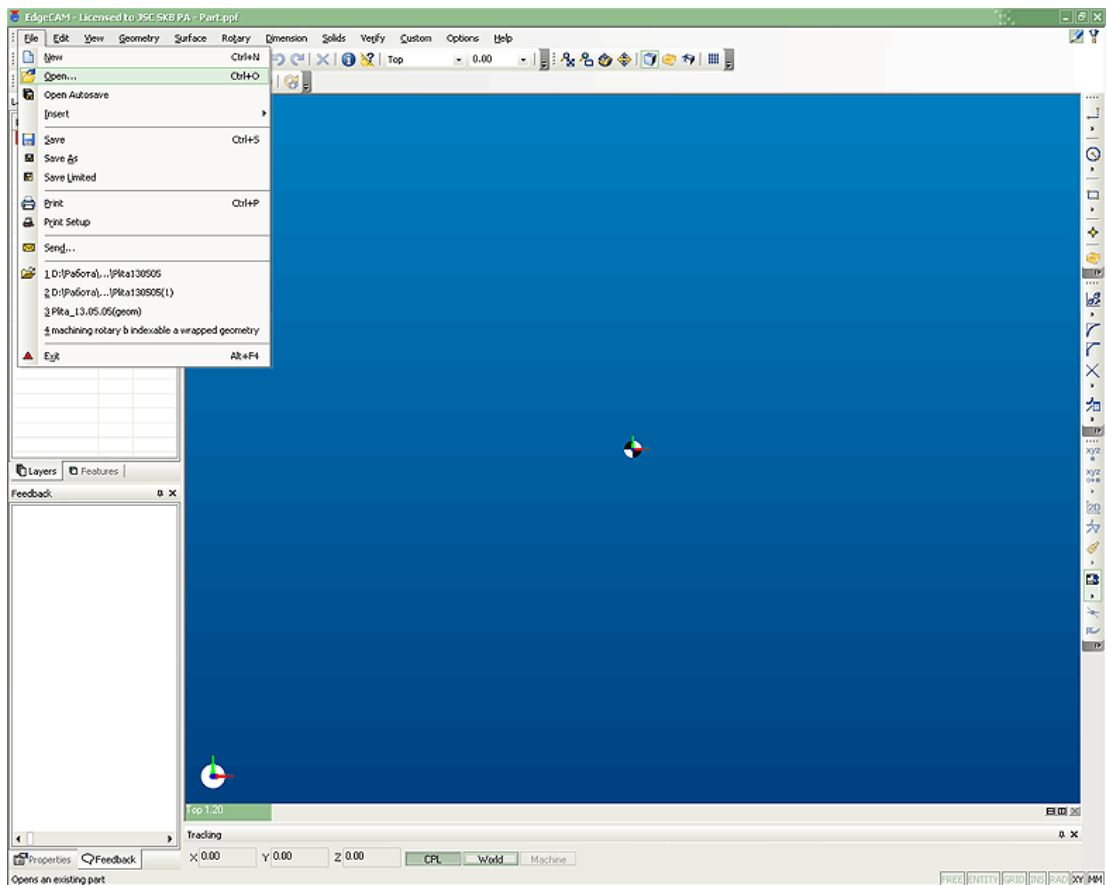 EdgeCAM - Licensed to JSC SKB PA - Part.ppf
File Edit View Geometry Surface Rotary Dimension Solids Verify Custom Options Help
New Ctrl+N
Top 0.00
Open... Ctrl+O
Open Autosave
Insert
Save Ctrl+S
Save As
Save Limited
Print Ctrl+P
Print Setup
Send...
1 D:\Работа\...\Plita130505
2 D:\Работа\...\Plita130505(1)
3 Plita_13.05.05(geom)
4 machining rotary b indexable a wrapped geometry
Exit Alt+F4
xyz
xyz
2D
Layers Features
Feedback
Top 1.20
Tracking
X 0.00 Y 0.00 Z 0.00 CPL World Machine
Properties Feedback
Opens an existing part
FREE ENTITY GRID INS RAD XY MM